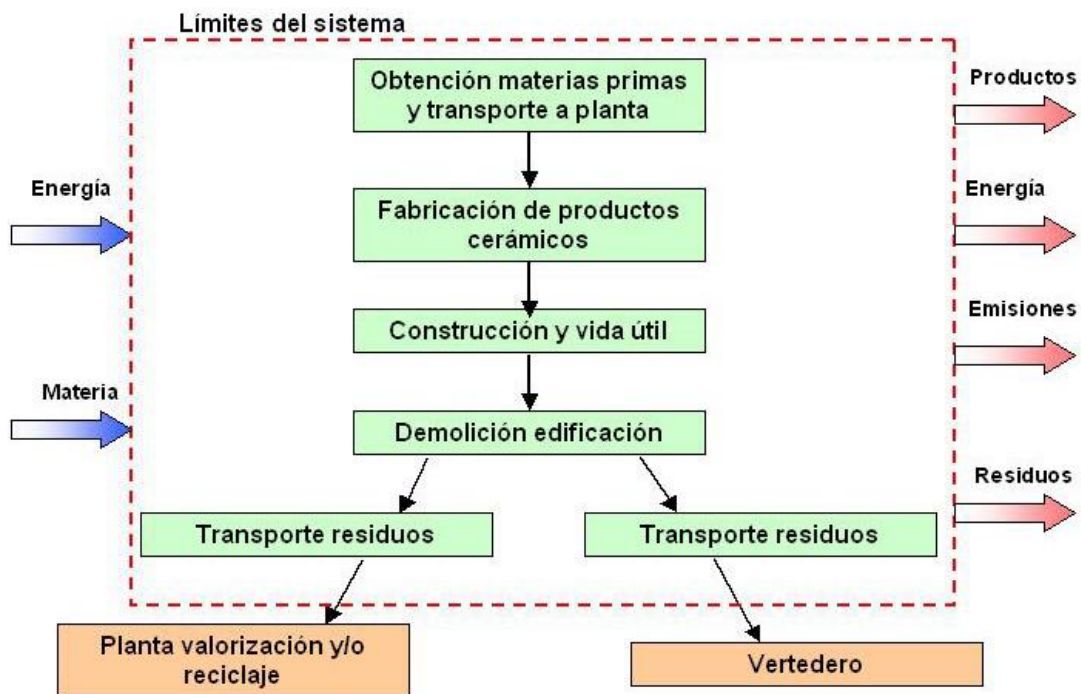 Límites del sistema
Obtención materias primas
y transporte a planta
Productos
Energía
Fabricación de productos
cerámicos
Energía
Construcción y vida útil
Emisiones
Materia
Demolición edificación
Residuos
Transporte residuos
Transporte residuos
Planta valorización y/o
reciclaje
Vertedero